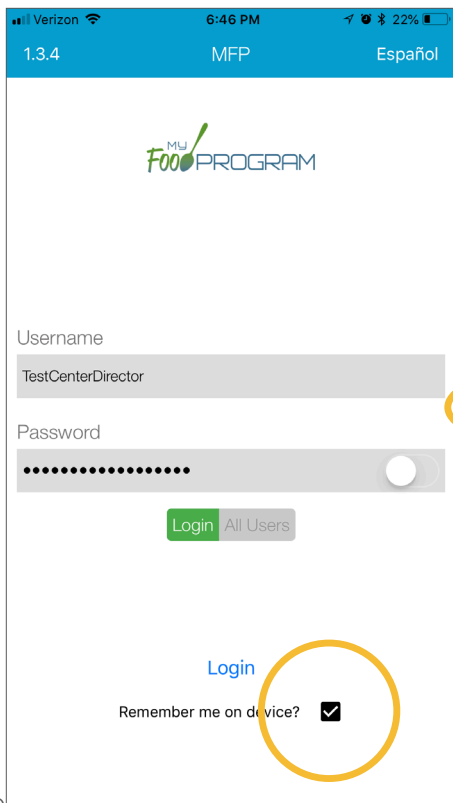 Verizon 6:46 PM 22%
1.3.4 MFP Español
MY
Food PROGRAM
Username
TestCenterDirector
Password
••••••••••••••••••
Login All Users
Login
Remember me on device?